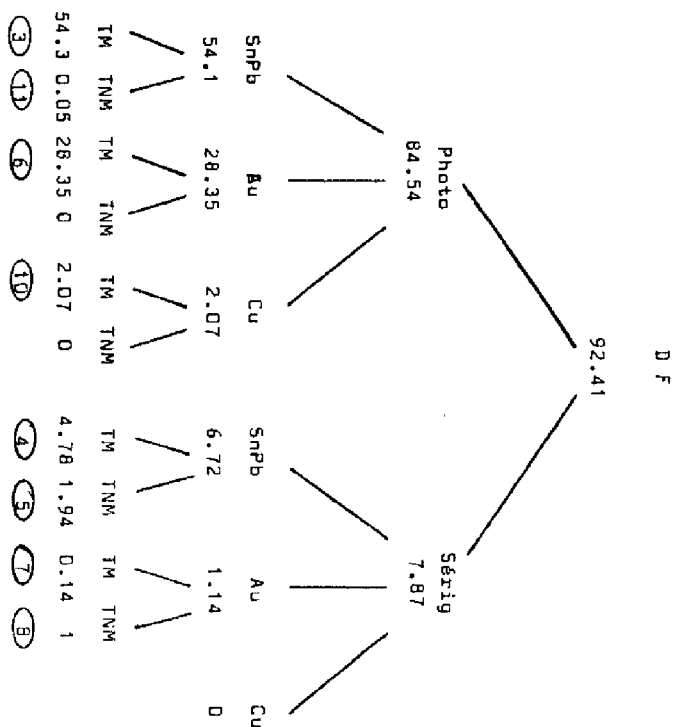 D F
92.41
Photo Sérig
84.54 7.87
SnPb Au Cu SnPb Au Cu
54.1 28.35 2.07 6.72 1.14 0
TM TNM TM TNM TM TNM TM TNM TM TNM
54.3 0.05 28.35 0 2.07 0 4.78 1.94 0.14 1
3 11 6 10 4 5 7 8